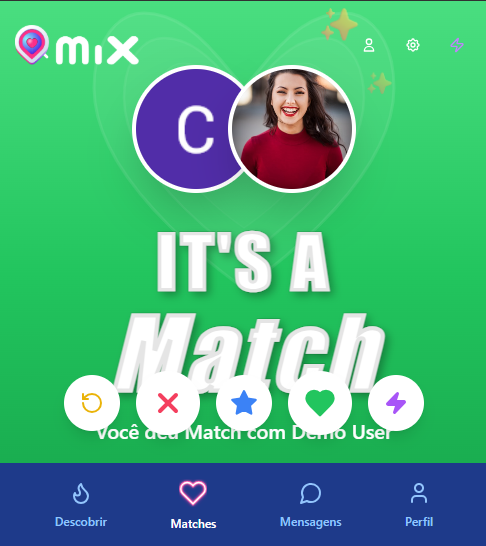 mix
C
IT'S A
Match
Você deu Match com Demo User
Descobrir
Matches
Mensagens
Perfil